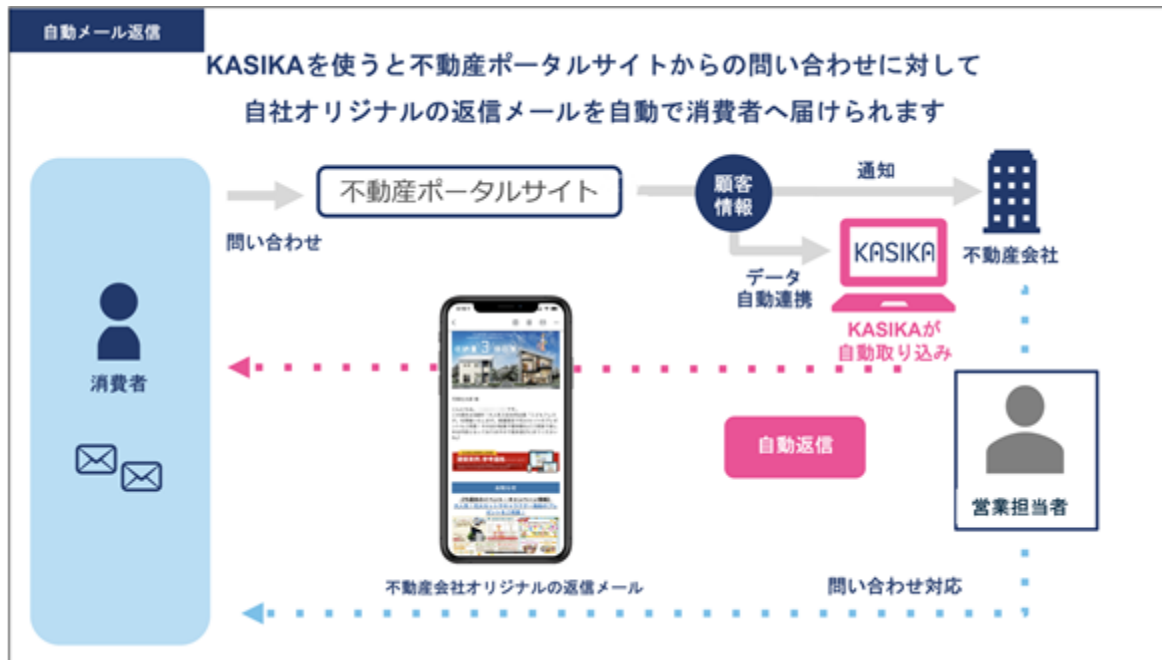 自動メール返信
KASIKAを使うと不動産ポータルサイトからの問い合わせに対して
自社オリジナルの返信メールを自動で消費者へ届けられます
不動産ポータルサイト
問い合わせ
顧客
情報
通知
不動産会社
KASIKA
データ
自動連携
KASIKAが
自動取り込み
消費者
自動返信
営業担当者
不動産会社オリジナルの返信メール
問い合わせ対応